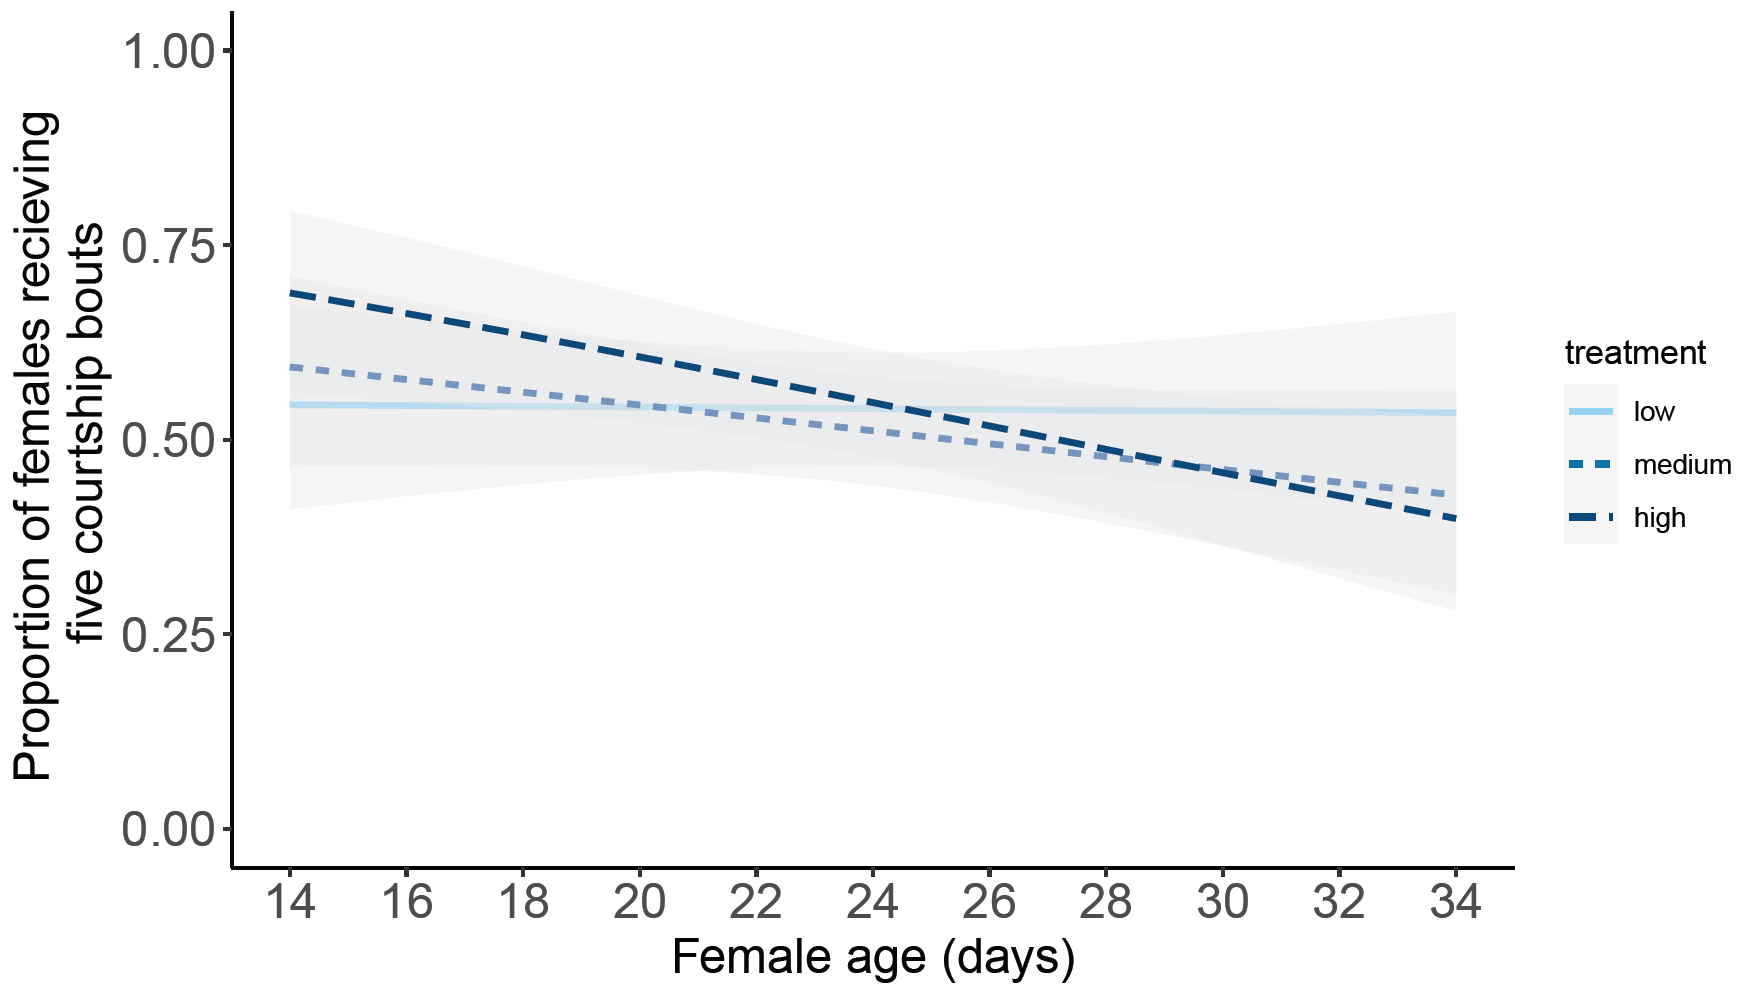 Proportion of females recieving
five courtship bouts
1.00
0.75
0.50
0.25
0.00
14 16 18 20 22 24 26 28 30 32 34
Female age (days)
treatment
low
medium
high